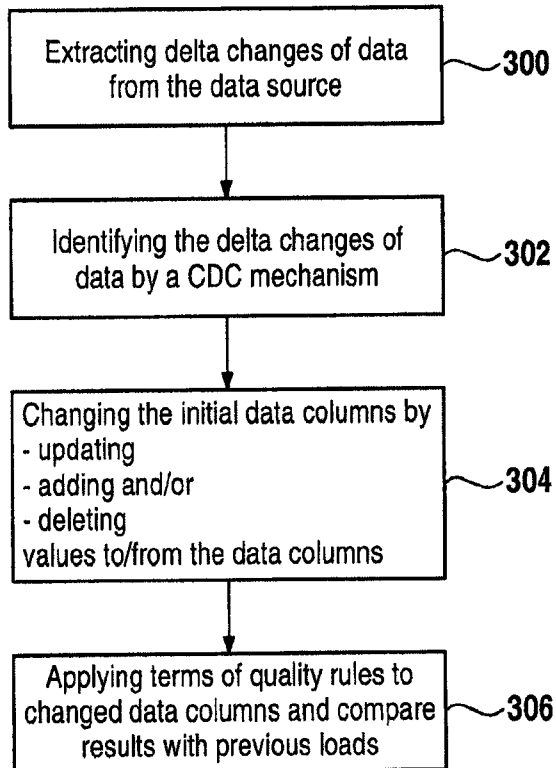 Extracting delta changes of data
from the data source
300
Identifying the delta changes of
data by a CDC mechanism
302
Changing the initial data columns by
- updating
- adding and/or
- deleting
values to/from the data columns
304
Applying terms of quality rules to
changed data columns and compare
results with previous loads
306